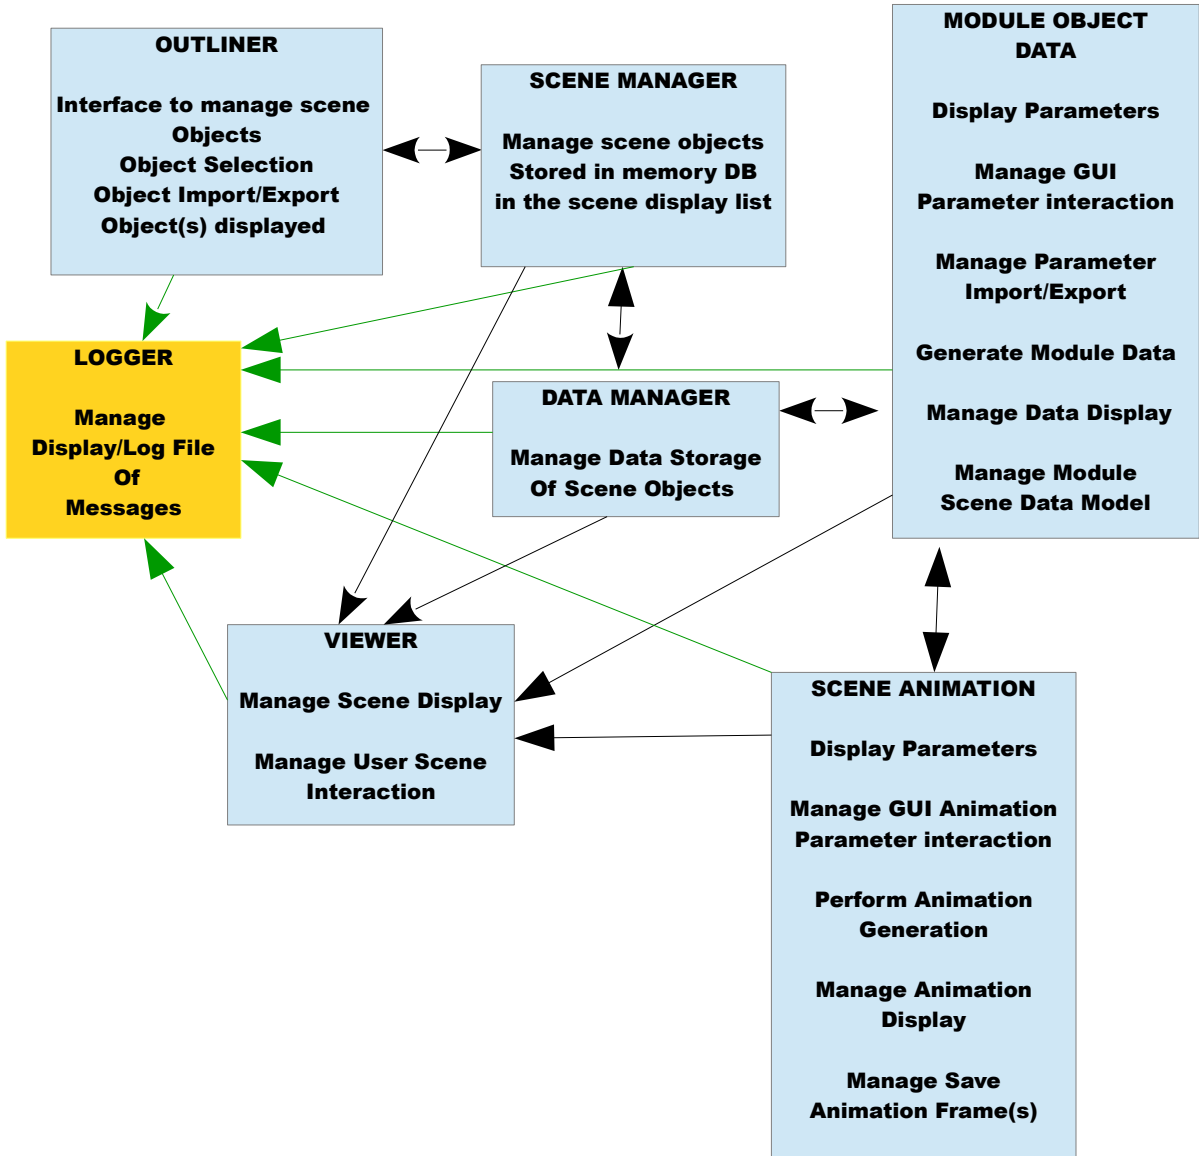 OUTLINER
Interface to manage scene
Objects
Object Selection
Object Import/Export
Object(s) displayed
SCENE MANAGER
Manage scene objects
Stored in memory DB
in the scene display list
MODULE OBJECT
DATA
Display Parameters
Manage GUI
Parameter interaction
Manage Parameter
Import/Export
Generate Module Data
Manage Data Display
Manage Module
Scene Data Model
LOGGER
Manage
Display/Log File
Of
Messages
DATA MANAGER
Manage Data Storage
Of Scene Objects
VIEWER
Manage Scene Display
Manage User Scene
Interaction
SCENE ANIMATION
Display Parameters
Manage GUI Animation
Parameter interaction
Perform Animation
Generation
Manage Animation
Display
Manage Save
Animation Frame(s)